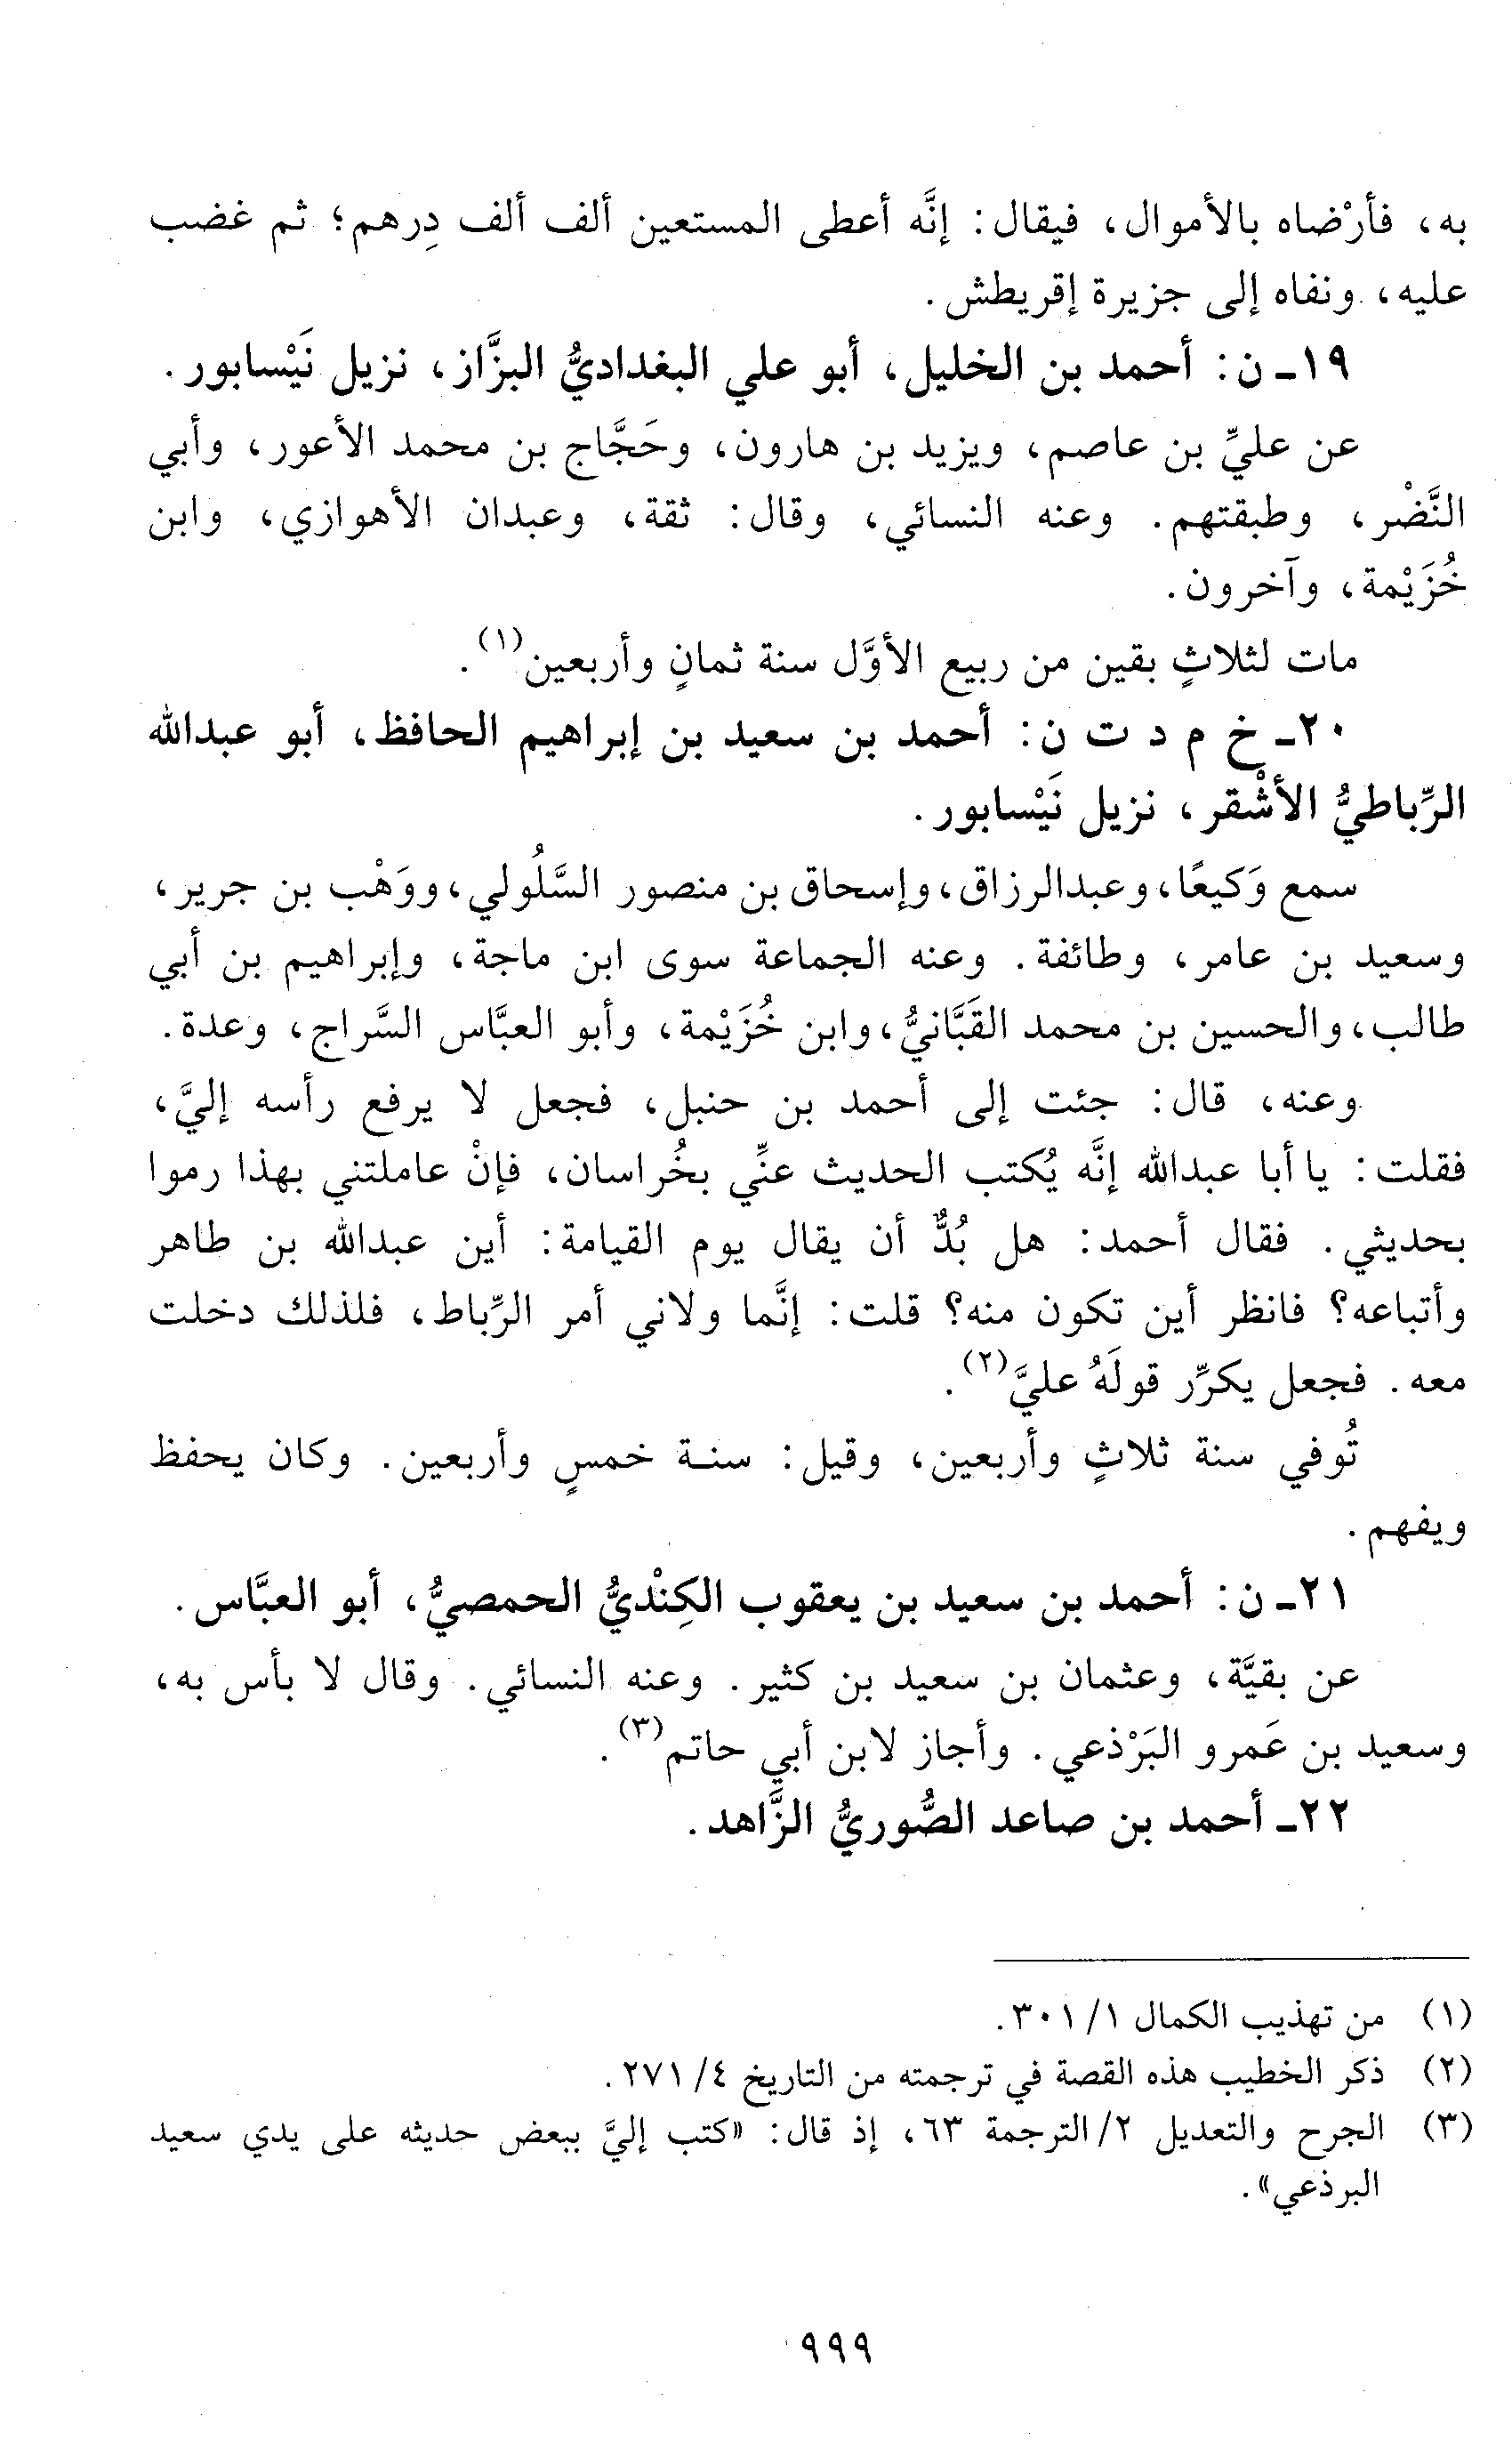 به، فأرْضاه بالأموال، فيقال: إنَّه أعطى المستعين ألف ألف دِرهم؛ ثم غضب
عليه، ونفاه إلى جزيرة إقريطش.
١٩ـ ن: أحمد بن الخليل، أبو علي البغداديُّ البزَّاز، نزيل نَيْسابور.
عن عليِّ بن عاصم، ويزيد بن هارون، وحَجَّاج بن محمد الأعور، وأبي
النَّضْر، وطبقتهم. وعنه النسائي، وقال: ثقة، وعبدان الأهوازي، وابن
خُزَيْمة، وآخرون.
مات لثلاثٍ بقين من ربيع الأوَّل سنة ثمانٍ وأربعين(١).
٢٠ـ خ م د ت ن: أحمد بن سعيد بن إبراهيم الحافظ، أبو عبدالله
الرِّباطيُّ الأشْقر، نزيل نَيْسابور.
سمع وَكيعًا، وعبدالرزاق، وإسحاق بن منصور السَّلُولي، ووَهْب بن جرير،
وسعيد بن عامر، وطائفة. وعنه الجماعة سوى ابن ماجة، وإبراهيم بن أبي
طالب، والحسين بن محمد القَبَّانيُّ، وابن خُزَيْمة، وأبو العبَّاس السَّراج، وعدة.
وعنه، قال: جئت إلى أحمد بن حنبل، فجعل لا يرفع رأسه إليَّ،
فقلت: يا أبا عبدالله إنَّه يُكتب الحديث عنِّي بخُراسان، فإنْ عاملتني بهذا رموا
بحديثي. فقال أحمد: هل بُدٌّ أن يقال يوم القيامة: أين عبدالله بن طاهر
وأتباعه؟ فانظر أين تكون منه؟ قلت: إنَّما ولاني أمر الرِّباط، فلذلك دخلت
معه. فجعل يكرِّر قولَهُ عليَّ(٢).
تُوفي سنة ثلاثٍ وأربعين، وقيل: سنة خمسٍ وأربعين. وكان يحفظ
ويفهم.
٢١ـ ن: أحمد بن سعيد بن يعقوب الكِنْديُّ الحمصيُّ، أبو العبَّاس.
عن بقيَّة، وعثمان بن سعيد بن كثير. وعنه النسائي. وقال لا بأس به،
وسعيد بن عَمرو البَرْذعي. وأجاز لابن أبي حاتم(٣).
٢٢ـ أحمد بن صاعد الصُّوريُّ الزَّاهد.
(١) من تهذيب الكمال ١/ ٣٠١.
(٢) ذكر الخطيب هذه القصة في ترجمته من التاريخ ٤/ ٢٧١.
(٣) الجرح والتعديل ٢/ الترجمة ٦٣، إذ قال: «كتب إليَّ ببعض حديثه على يدي سعيد
البرذعي».
٩٩٩